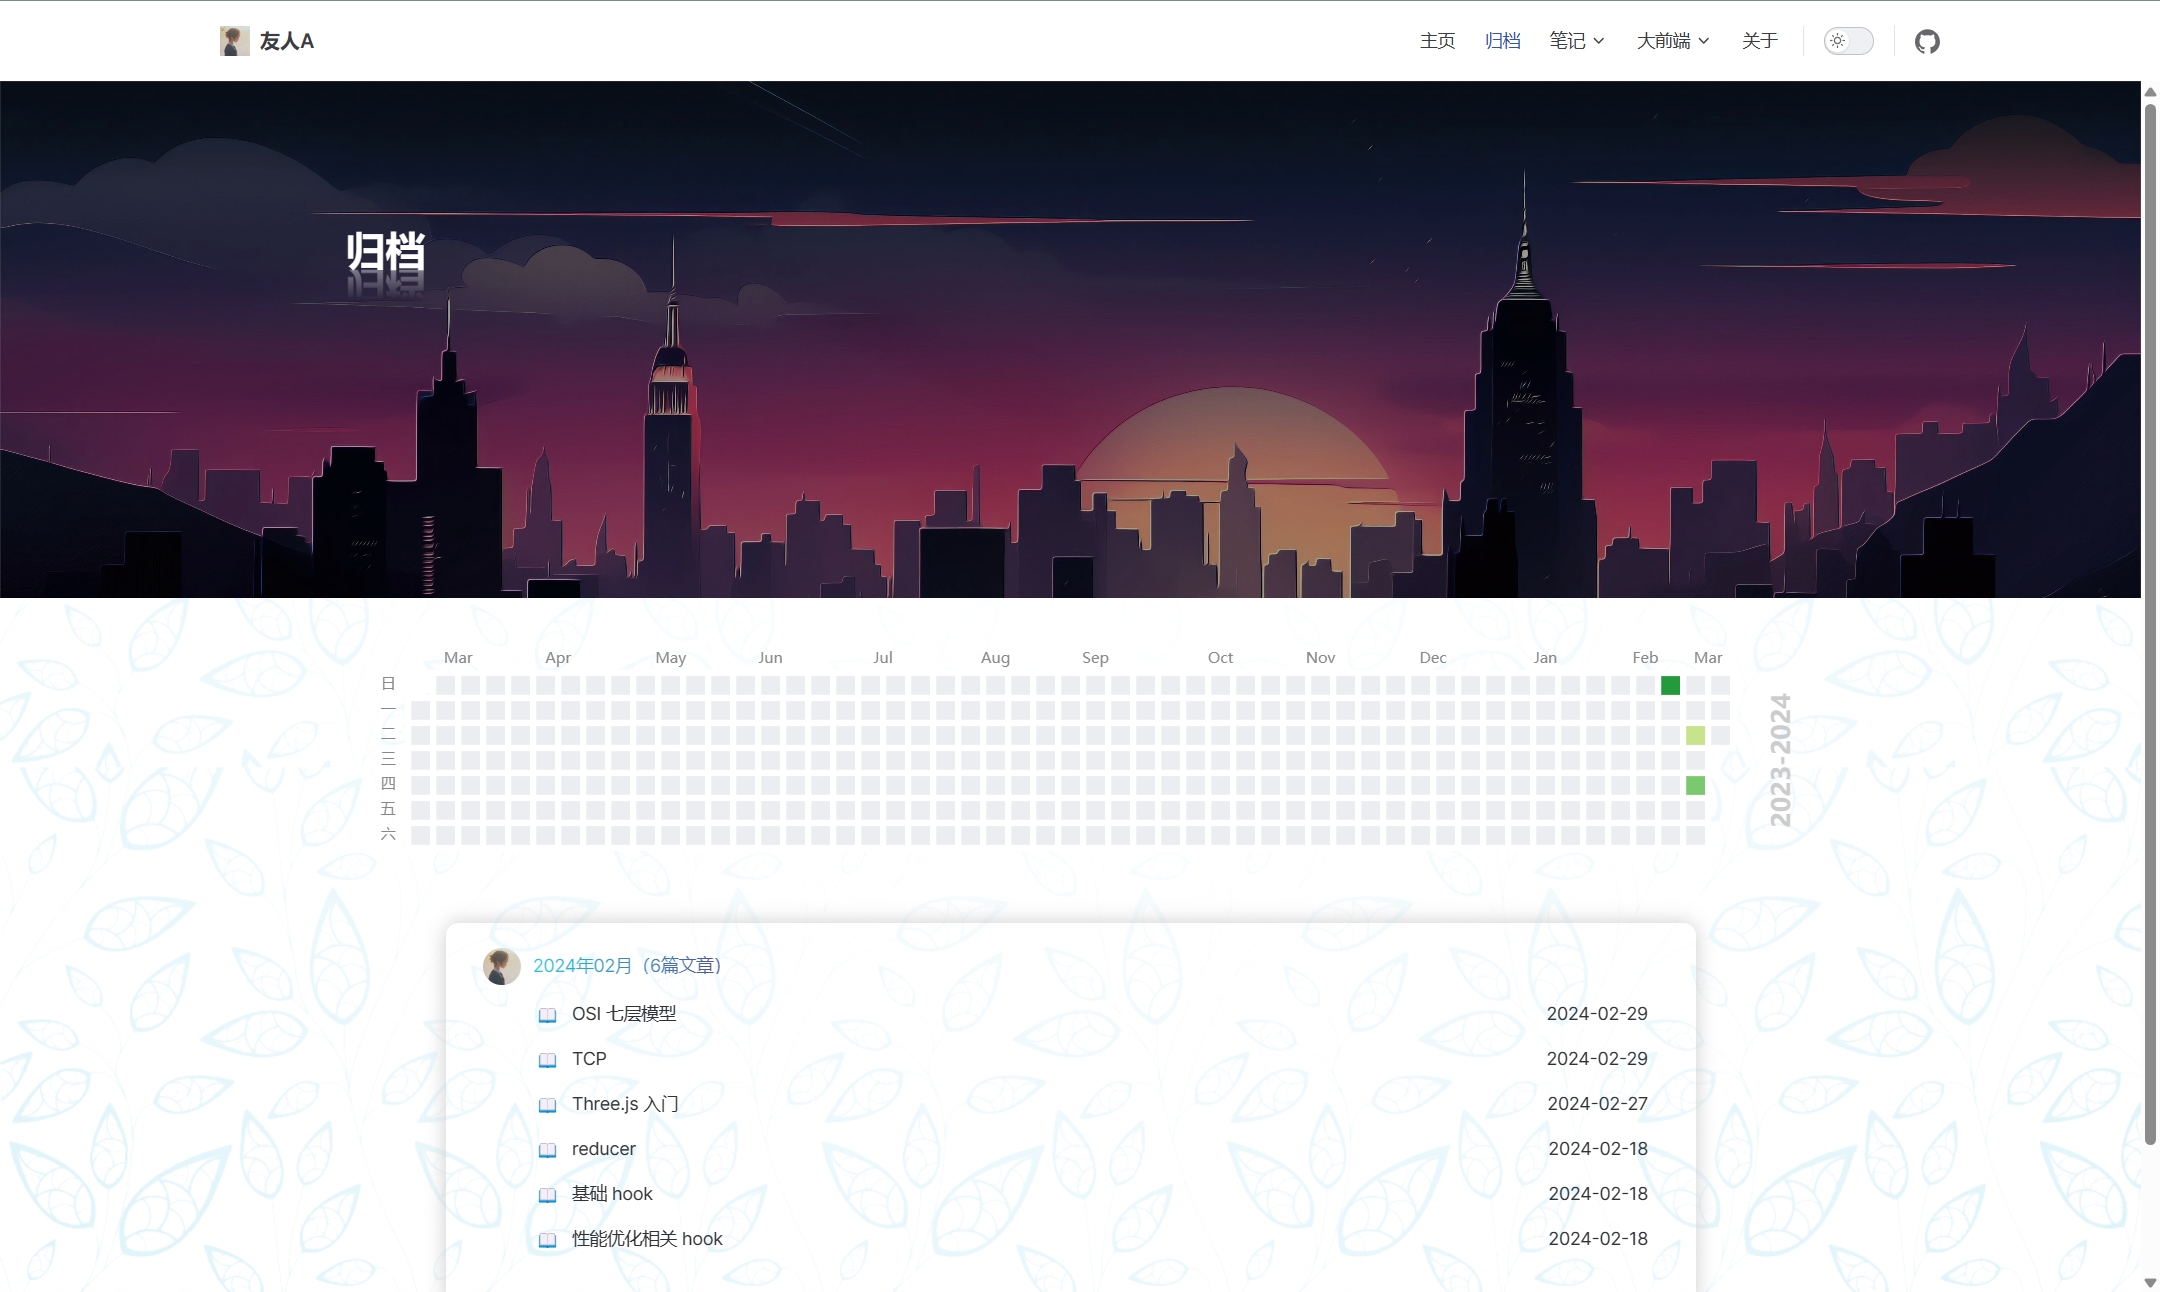 友人A
主页 归档 笔记 大前端 关于
归档
Mar Apr May Jun Jul Aug Sep Oct Nov Dec Jan Feb Mar
日
一
二
三
四
五
六
2023-2024
2024年02月（6篇文章）
OSI 七层模型 2024-02-29
TCP 2024-02-29
Three.js 入门 2024-02-27
reducer 2024-02-18
基础 hook 2024-02-18
性能优化相关 hook 2024-02-18